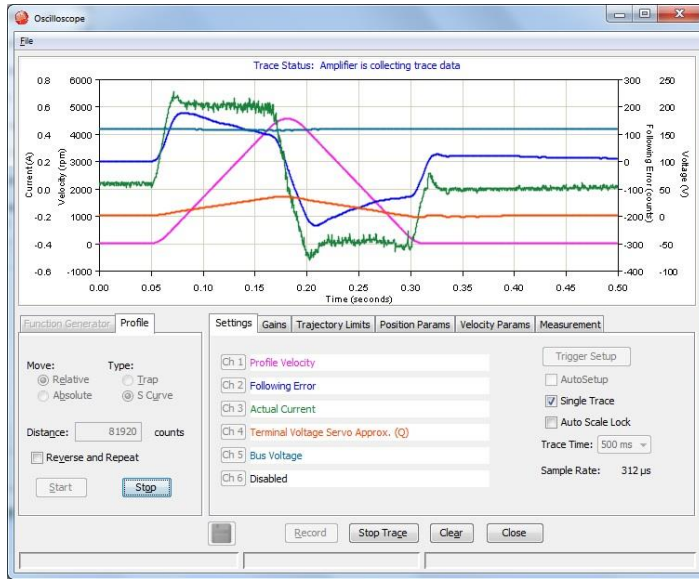 Oscilloscope
File
Trace Status: Amplifier is collecting trace data
0.8 6000 300 250
0.6 5000 200 200
0.4 4000 100 150
0.2 3000 0 100
0.0 2000 -100 50
-0.2 1000 -200 0
-0.4 0 -300 -50
-0.6 -1000 -400 -100
Current(A)
Velocity (rpm)
Following Error (counts)
Voltage (V)
0.00 0.05 0.10 0.15 0.20 0.25 0.30 0.35 0.40 0.45 0.50
Time (seconds)
Function Generator Profile
Move: Type:
Relative Trap
Absolute S Curve
Distance: 81920 counts
Reverse and Repeat
Start Stop
Settings Gains Trajectory Limits Position Params Velocity Params Measurement
Ch 1 Profile Velocity
Ch 2 Following Error
Ch 3 Actual Current
Ch 4 Terminal Voltage Servo Approx. (Q)
Ch 5 Bus Voltage
Ch 6 Disabled
Trigger Setup
AutoSetup
Single Trace
Auto Scale Lock
Trace Time: 500 ms
Sample Rate: 312 µs
Record Stop Trace Clear Close